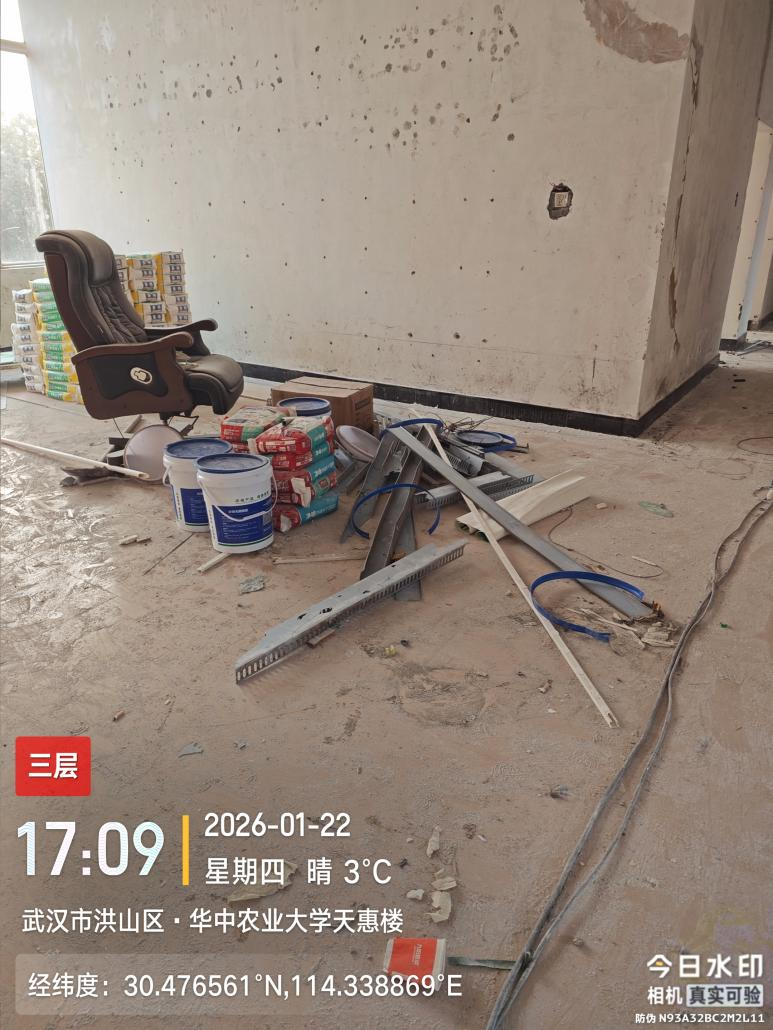 三层
17:09
2026-01-22
星期四 晴 3°C
武汉市洪山区·华中农业大学天惠楼
经纬度：30.476561°N,114.338869°E
今日水印
相机 真实可验
防伪 N93A32BC2M2L11